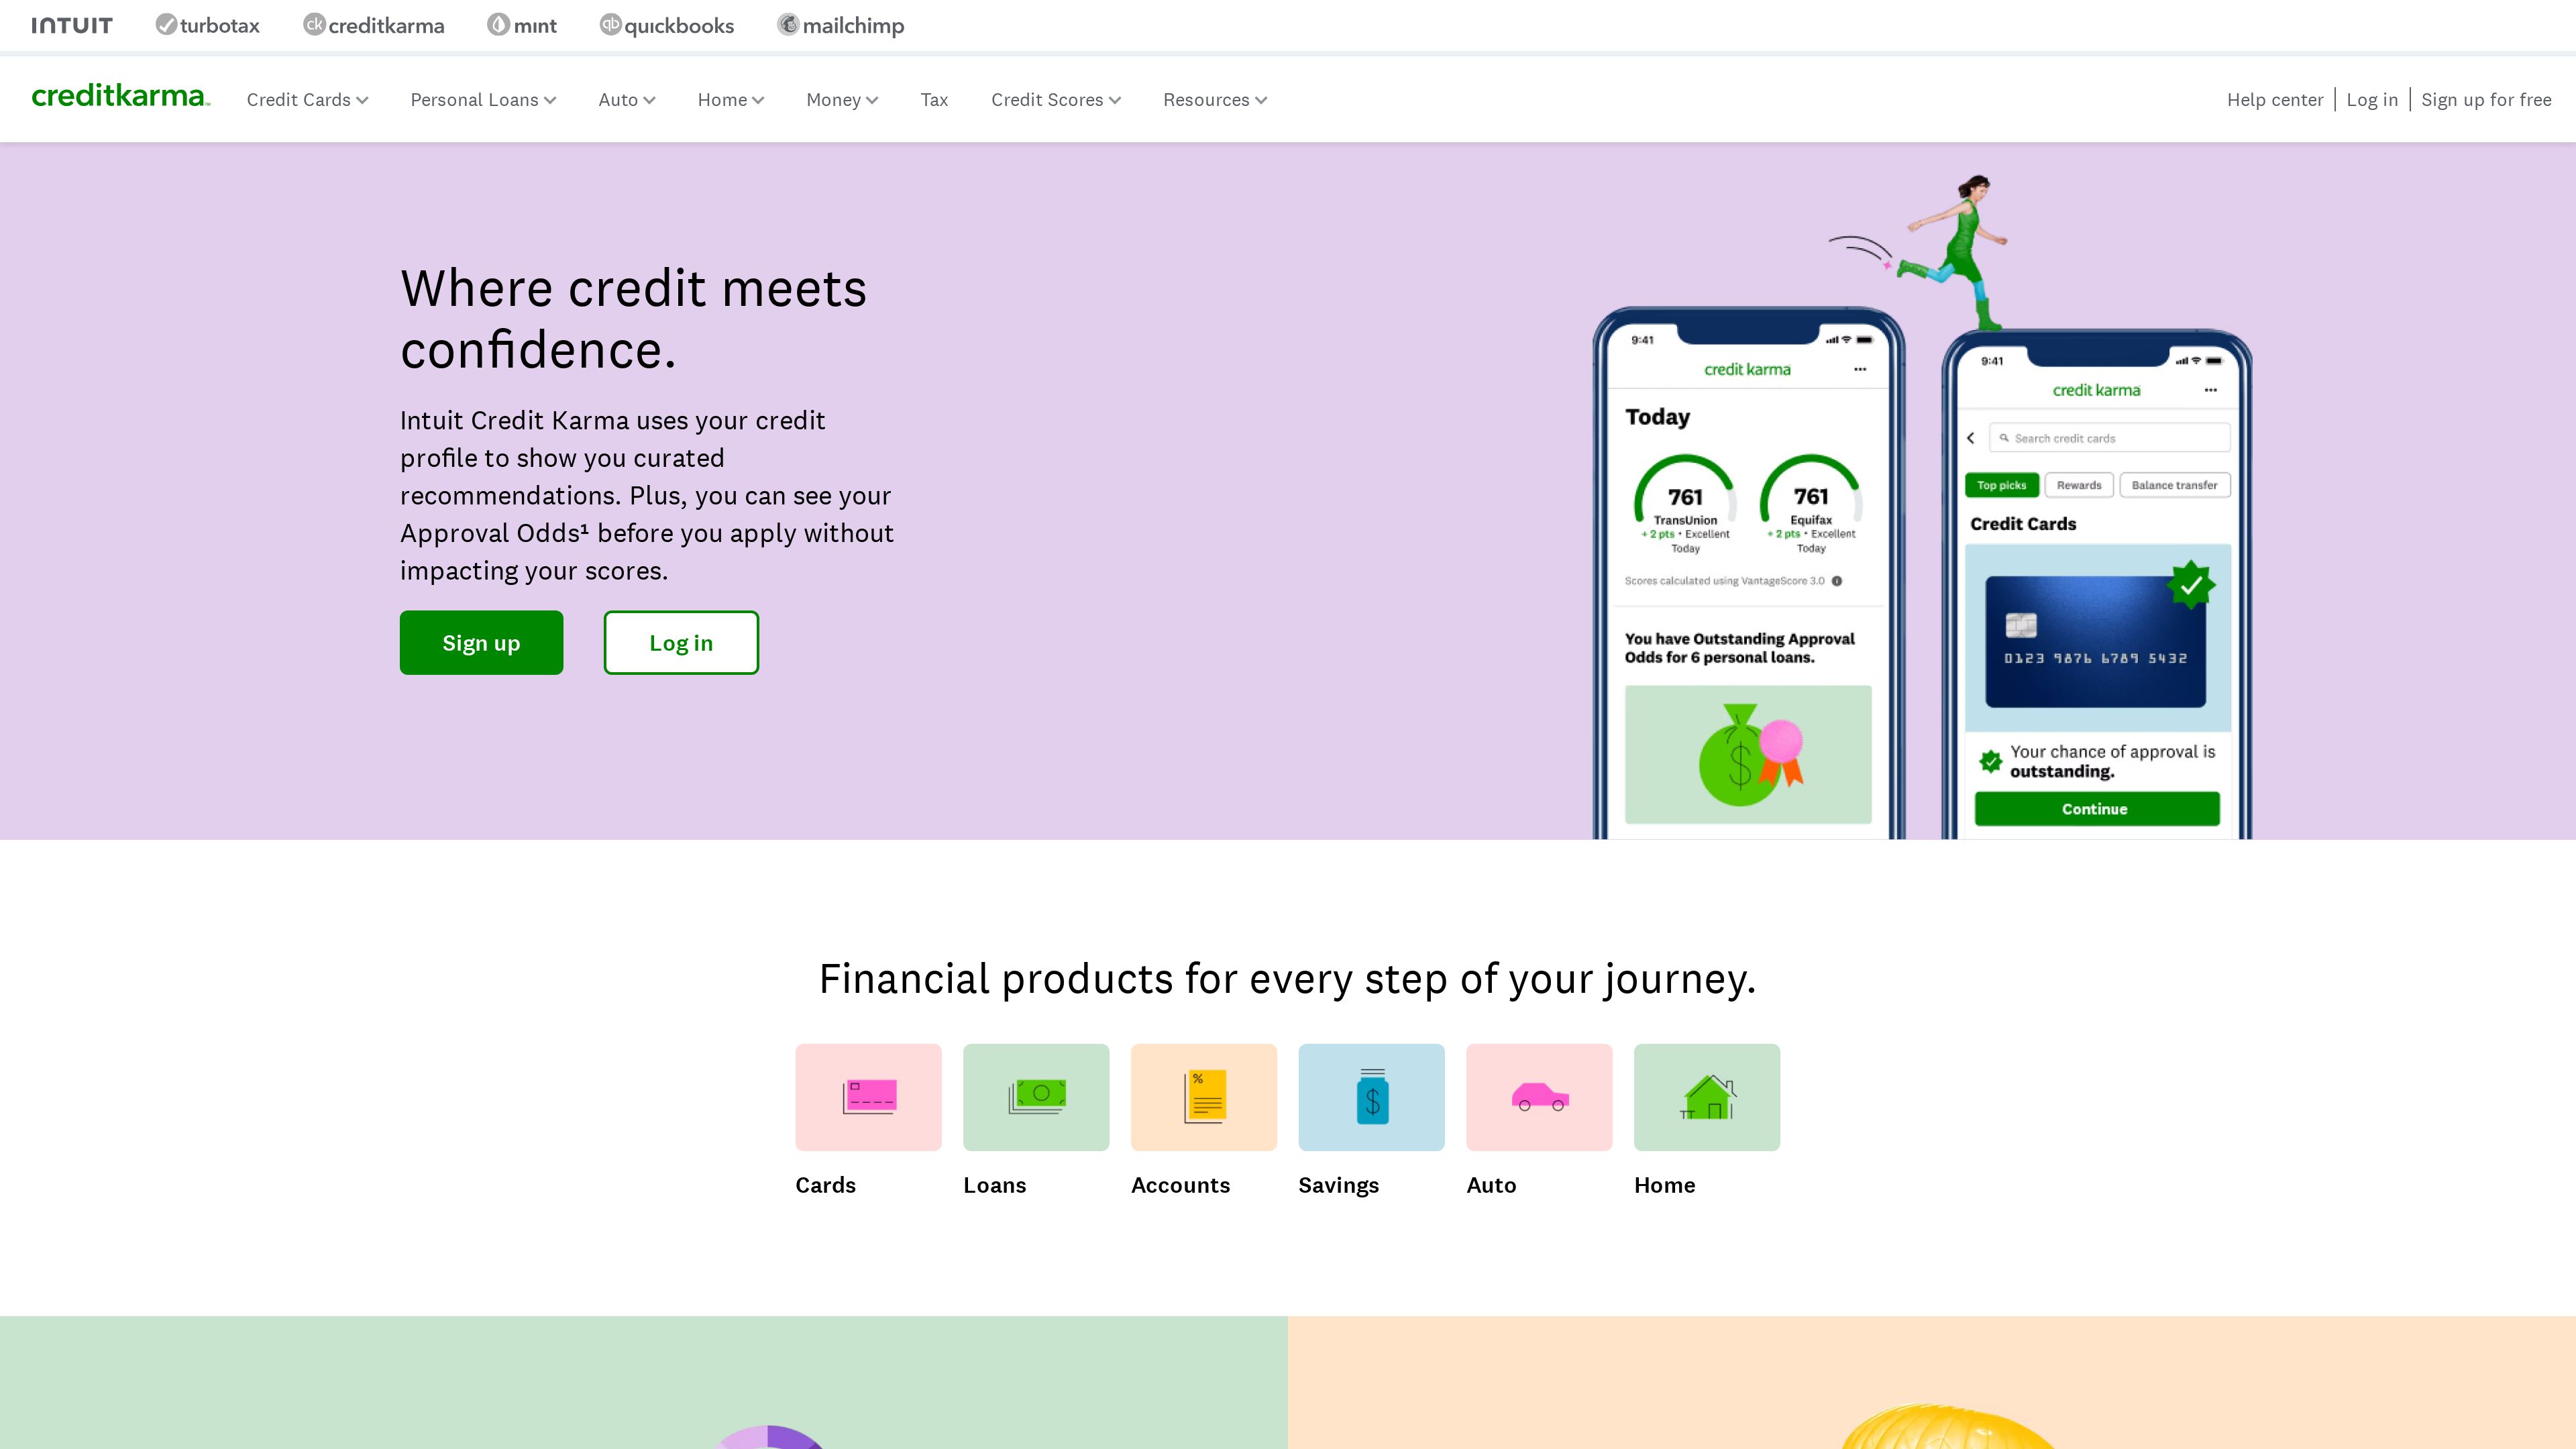 INTUIT turbotax creditkarma mint quickbooks mailchimp
creditkarma Credit Cards Personal Loans Auto Home Money Tax Credit Scores Resources Help center Log in Sign up for free
Where credit meets
confidence.
Intuit Credit Karma uses your credit
profile to show you curated
recommendations. Plus, you can see your
Approval Odds¹ before you apply without
impacting your scores.
Sign up Log in
9:41
credit karma
Today
761 761
TransUnion Equifax
+ 2 pts • Excellent + 2 pts • Excellent
Today Today
Scores calculated using VantageScore 3.0
You have Outstanding Approval
Odds for 6 personal loans.
$
9:41
credit karma
Search credit cards
Top picks Rewards Balance transfer
Credit Cards
0123 9876 6789 5432
Your chance of approval is
outstanding.
Continue
Financial products for every step of your journey.
% $
Cards Loans Accounts Savings Auto Home